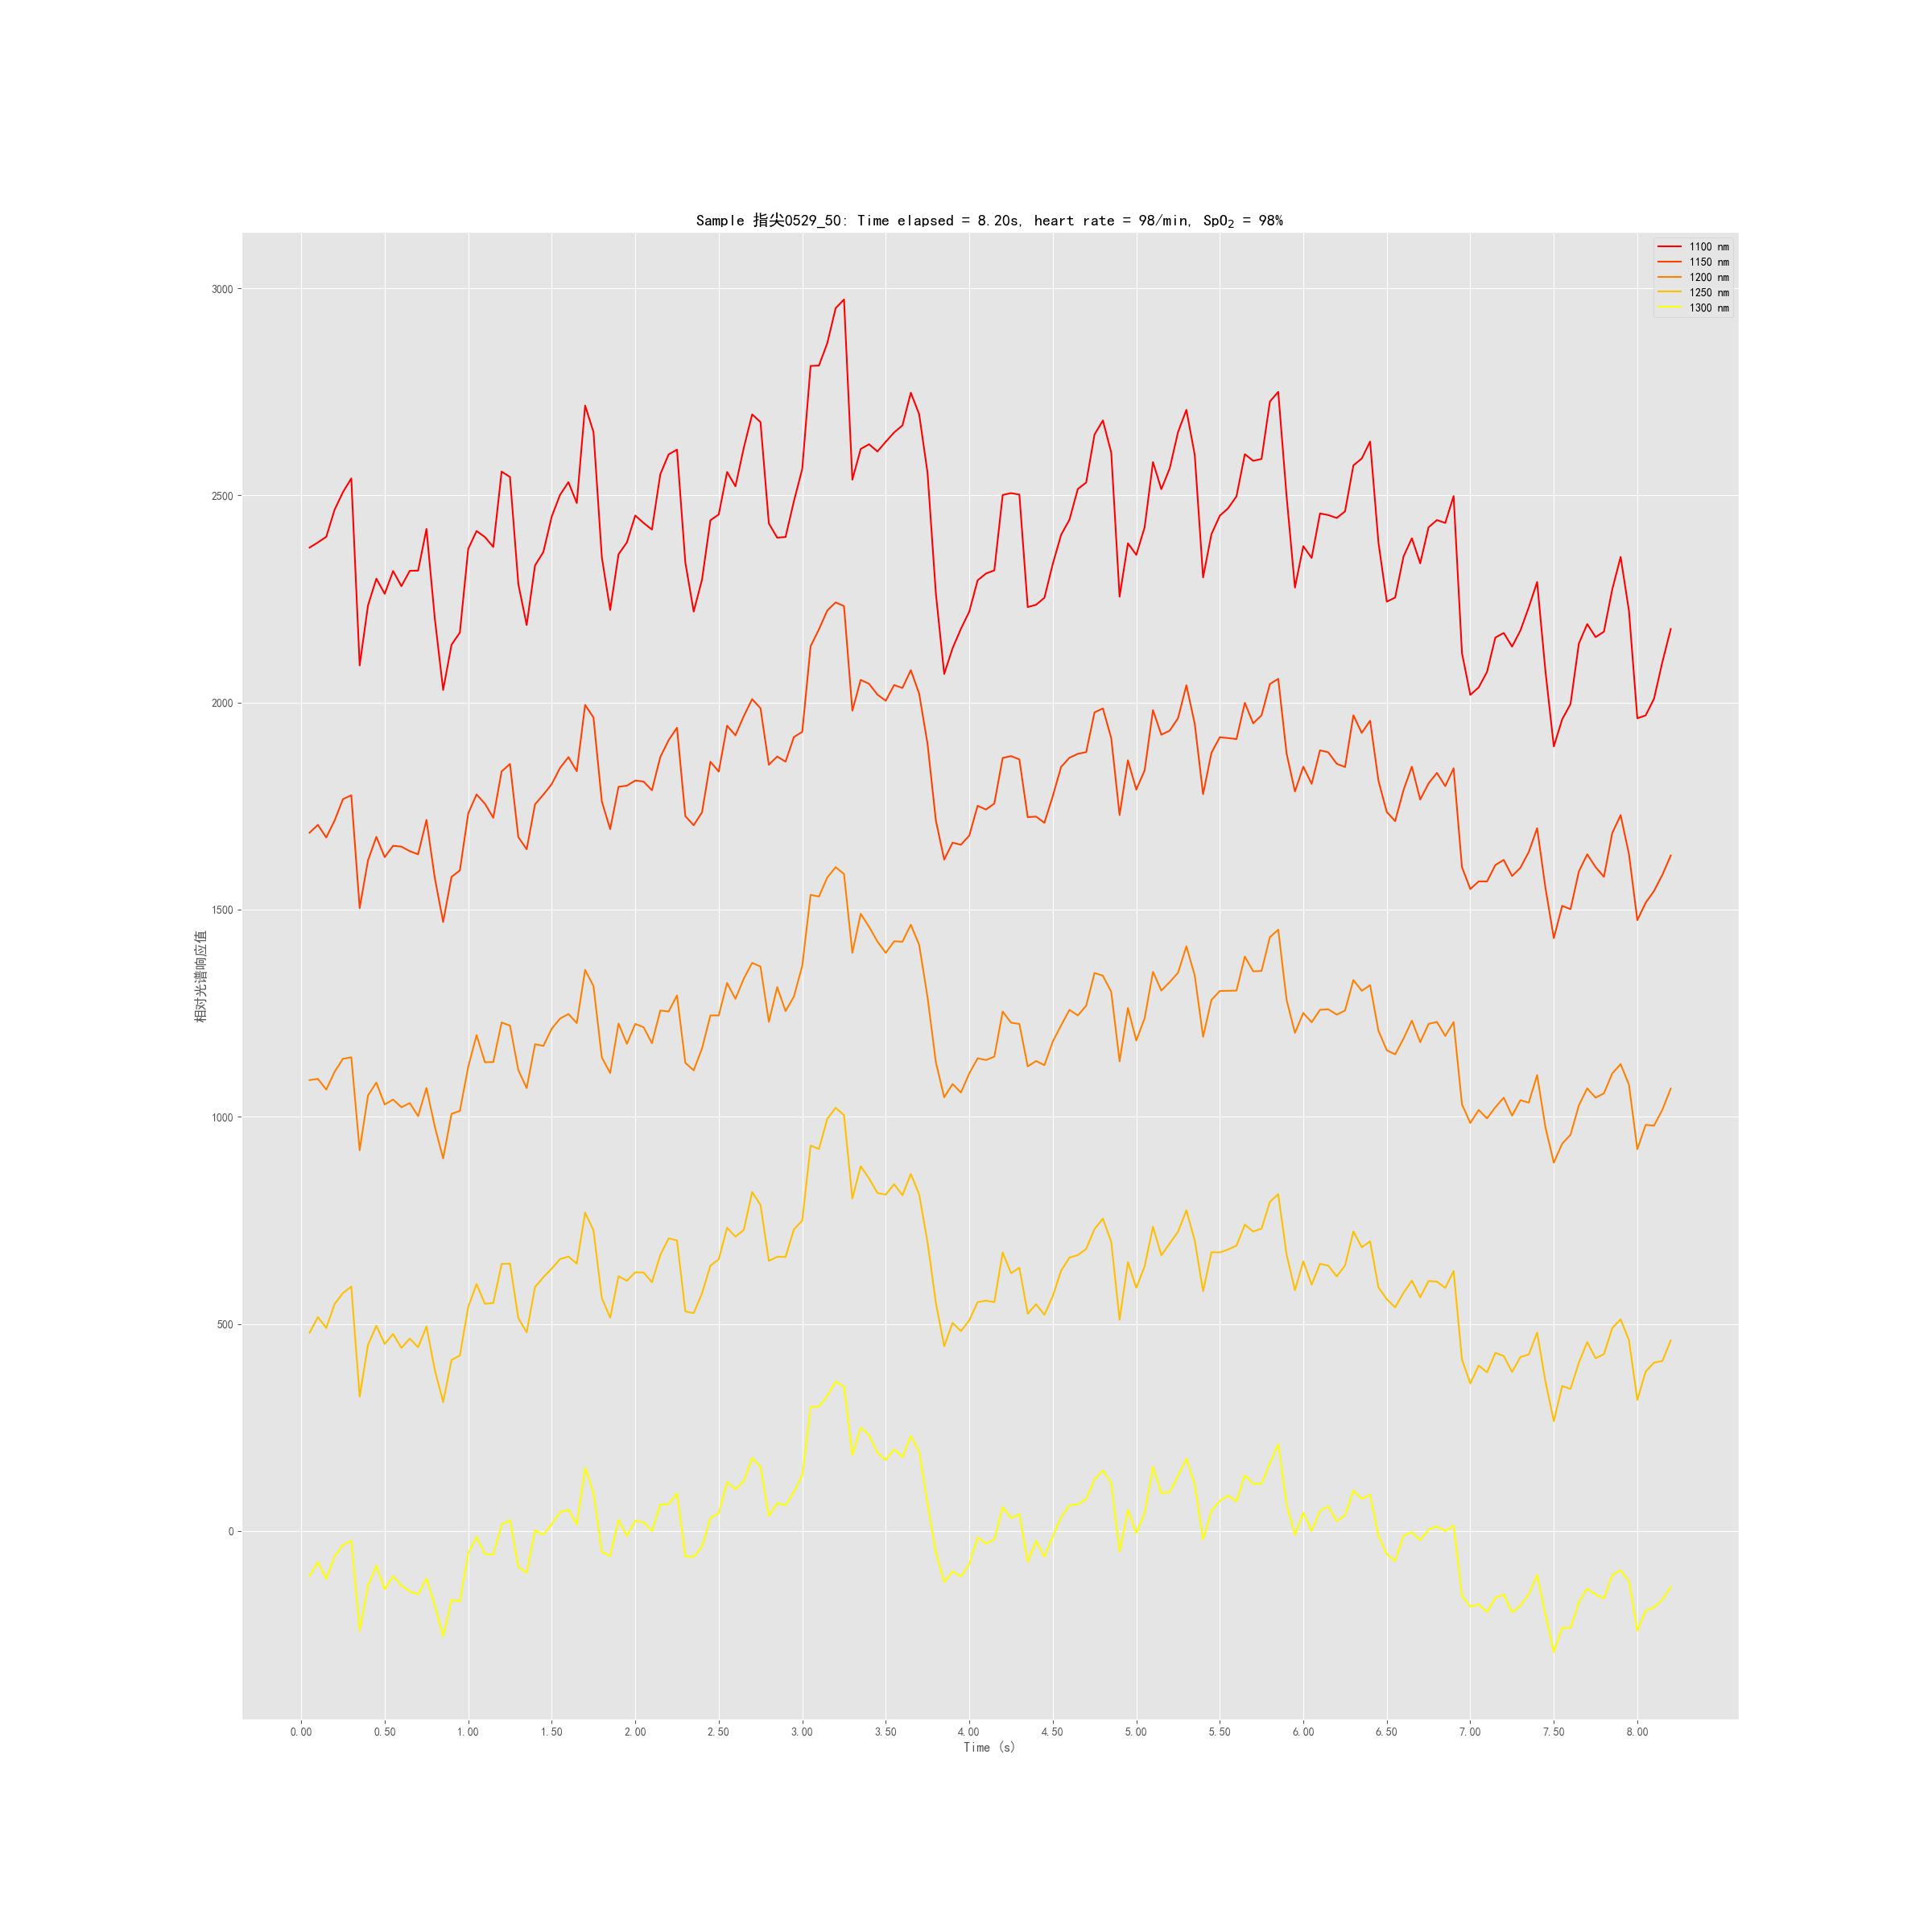 Sample 指尖0529_50: Time elapsed = 8.20s, heart rate = 98/min, SpO₂ = 98%
1100 nm
1150 nm
1200 nm
1250 nm
1300 nm
3000
2500
2000
1500
1000
500
0
相对光谱响应值
0.00 0.50 1.00 1.50 2.00 2.50 3.00 3.50 4.00 4.50 5.00 5.50 6.00 6.50 7.00 7.50 8.00
Time (s)